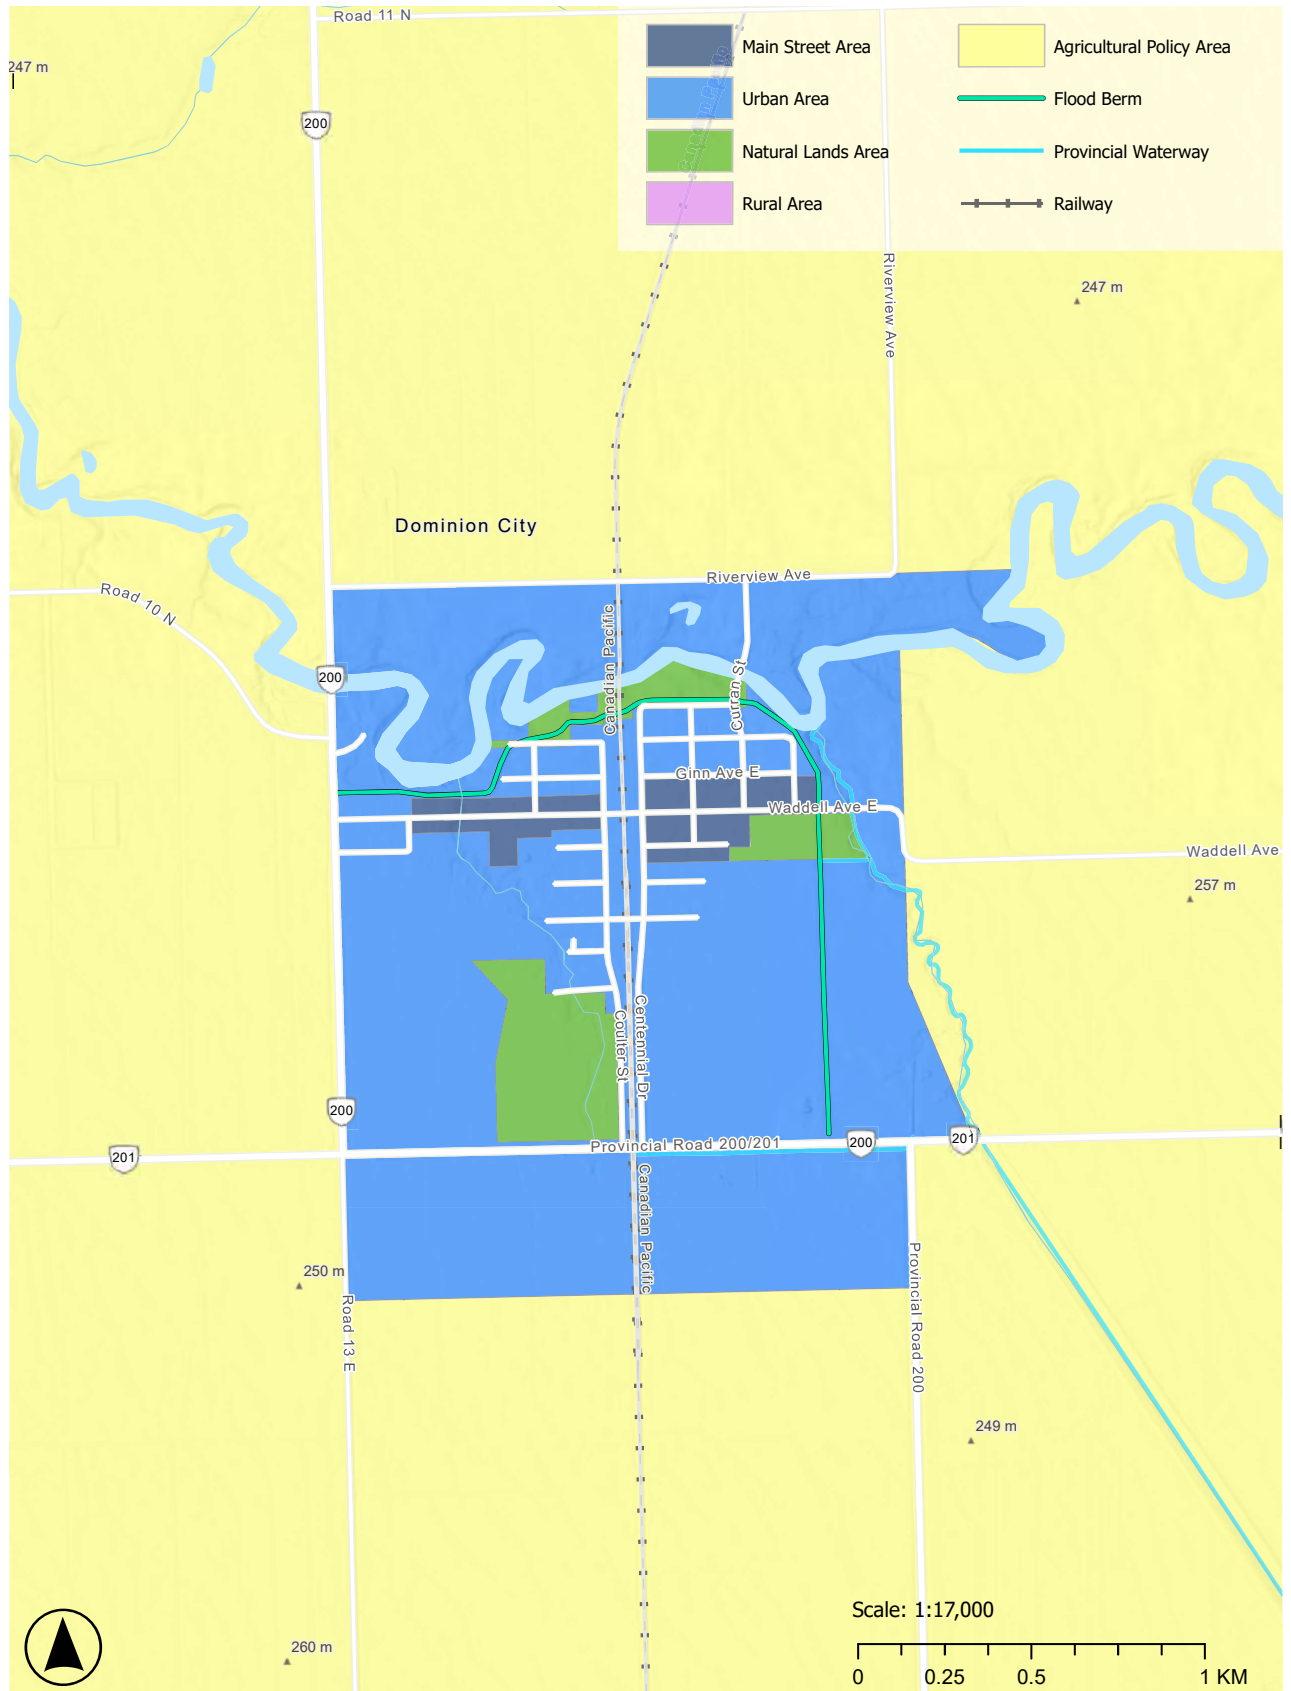 Road 11 N
Main Street Area
Agricultural Policy Area
Canadian Pacific
247 m
Urban Area
Flood Berm
200
Natural Lands Area
Provincial Waterway
Rural Area
Railway
Riverview Ave
247 m
Dominion City
Riverview Ave
Road 10 N
Canadian Pacific
200
Curran St
Ginn Ave E
Waddell Ave E
Waddell Ave
257 m
Coulter St
Centennial Dr
200
201
Provincial Road 200/201
200
201
Canadian Pacific
250 m
Road 13 E
Provincial Road 200
249 m
Scale: 1:17,000
260 m
0 0.25 0.5 1 KM